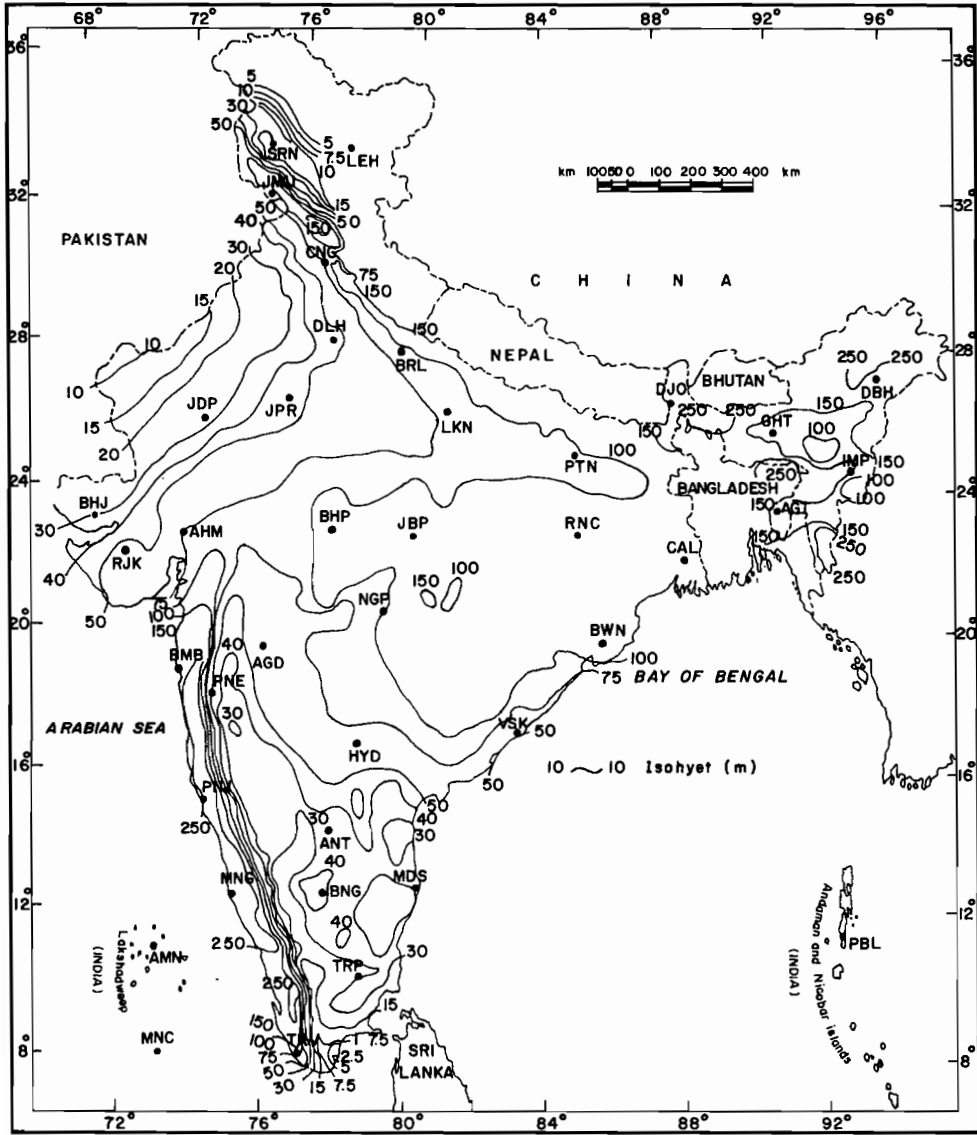 68° 72° 76° 80° 84° 88° 92° 96°
36° 36°
5
10
30
50
SRN
5
7.5
LEH
10
km 100 50 0 100 200 300 400 km
32° 32°
JMU
15
50
50
150
40
PAKISTAN
CNG
30
20
75
150
C H I N A
15
10
DLH
150
28° 28°
BRL
NEPAL
250 250
DBH
10
JDP
JPR
LKN
DJO
BHUTAN
250 250
150
GHT
100
15
20
150
PTN
100
IMP 150
250
100
100
24° 24°
BANGLADESH
BHJ
30
BHP
JBP
RNC
150 AGT
150
150
250
AHM
CAL
40
RJK
250
50
100
150
NGP
150
100
20° 20°
BMB
40
AGD
BWN
100
75 BAY OF BENGAL
PNE
30
ARABIAN SEA
VSK 50
HYD
10 10 Isohyet (m)
50
16° 16°
PNJ
250
30
ANT
50
40
30
40
MNG
BNG
MDS
12° 12°
40
250
30
AMN
Lakshadweep
(INDIA)
TRP
PBL
Andaman and Nicobar islands
(INDIA)
250
15
150
100
75
50
30
15
7.5
2.5
5
7.5
MNC
SRI
LANKA
8° 8°
72° 76° 80° 84° 88° 92°